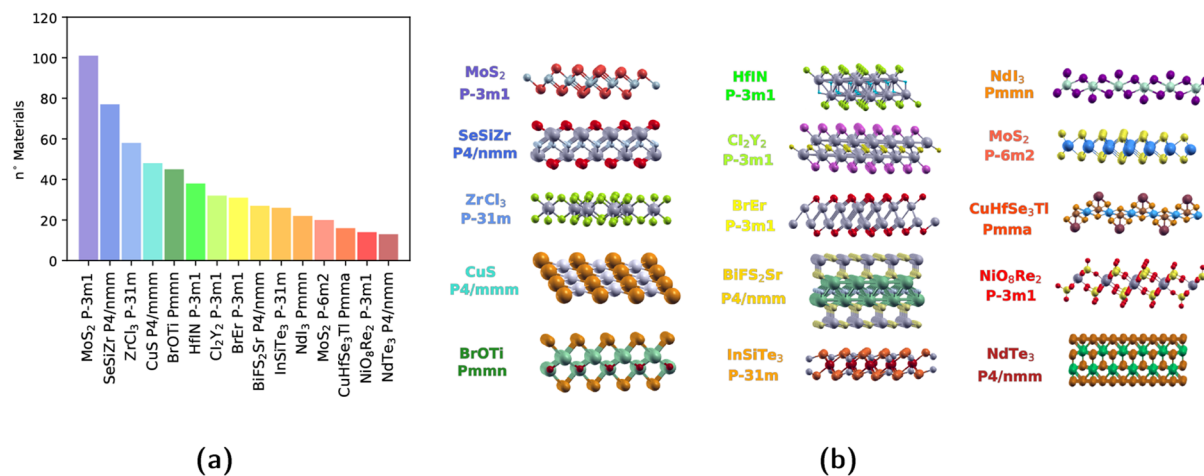 120
100
80
60
40
20
0
n° Materials
MoS₂ P-3m1
SeSiZr P4/nmm
ZrCl₃ P-31m
CuS P4/mmm
BrOTi Pmmn
HfIN P-3m1
Cl₂Y₂ P-3m1
BrEr P-3m1
BiFS₂Sr P4/nmm
InSiTe₃ P-31m
NdI₃ Pmmn
MoS₂ P-6m2
CuHfSe₃Tl Pmma
NiO₈Re₂ P-3m1
NdTe₃ P4/nmm
(a)
MoS₂
P-3m1
SeSiZr
P4/nmm
ZrCl₃
P-31m
CuS
P4/mmm
BrOTi
Pmmn
HfIN
P-3m1
Cl₂Y₂
P-3m1
BrEr
P-3m1
BiFS₂Sr
P4/nmm
InSiTe₃
P-31m
NdI₃
Pmmn
MoS₂
P-6m2
CuHfSe₃Tl
Pmma
NiO₈Re₂
P-3m1
NdTe₃
P4/nmm
(b)